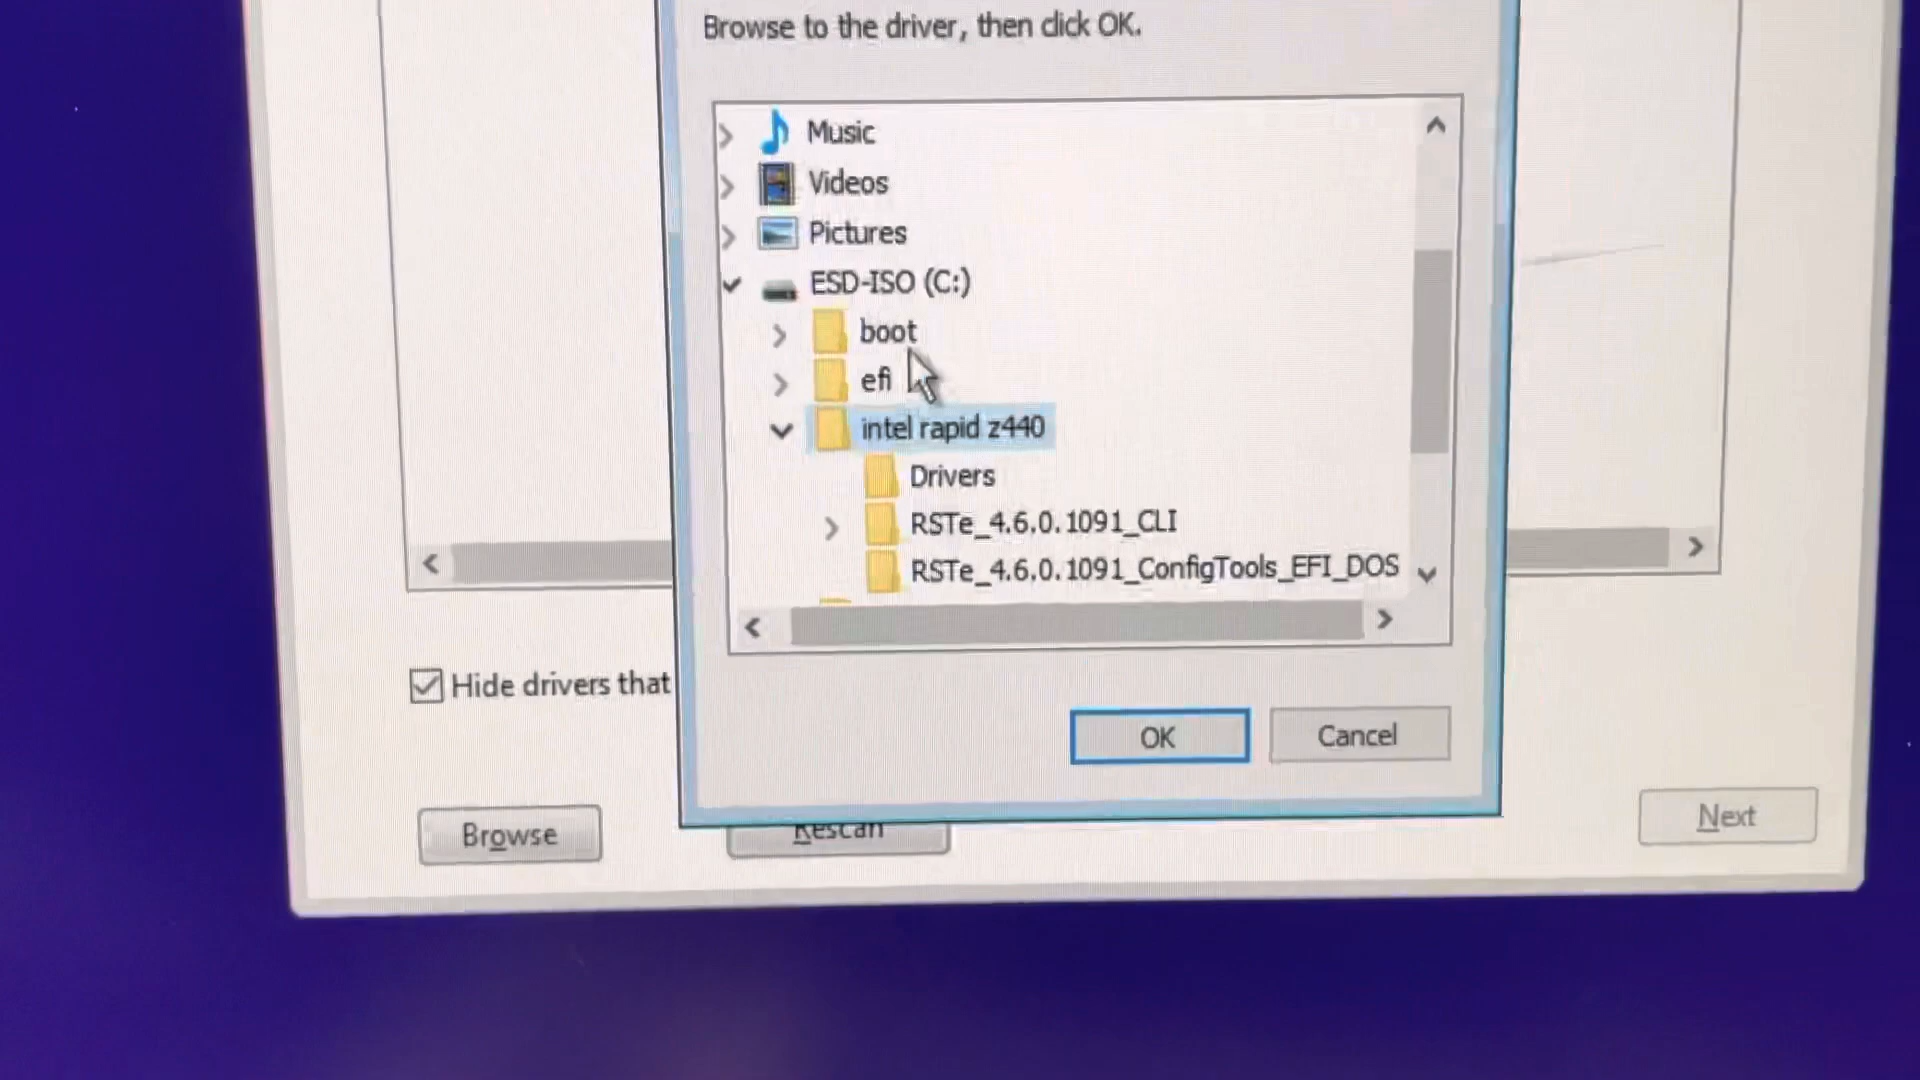 Browse to the driver, then click OK.
Music
Videos
Pictures
ESD-ISO (C:)
boot
efi
intel rapid z440
Drivers
RSTe_4.6.0.1091_CLI
RSTe_4.6.0.1091_ConfigTools_EFI_DOS
Hide drivers that
OK
Cancel
Browse
Rescan
Next